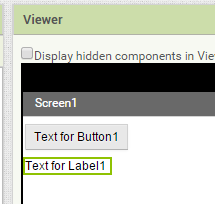 Viewer
Display hidden components in Vie
Screen1
Text for Button1
Text for Label1